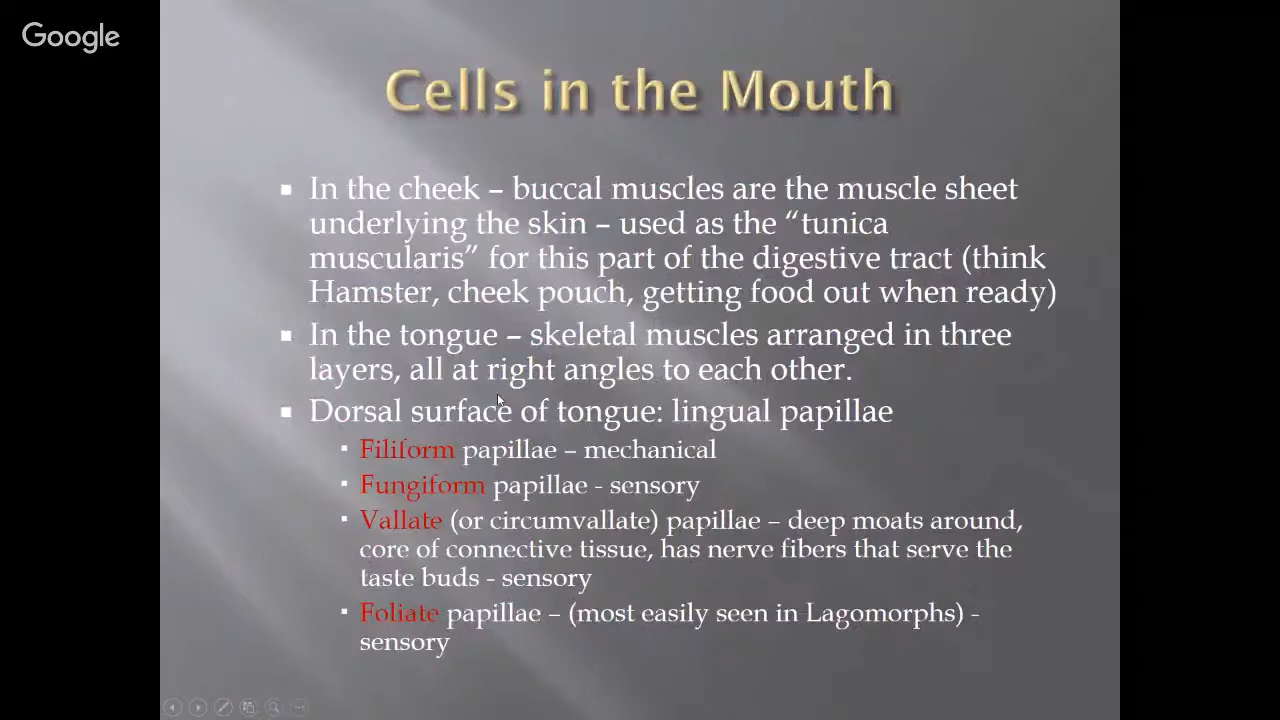 Google
Cells in the Mouth
In the cheek – buccal muscles are the muscle sheet
underlying the skin – used as the “tunica
muscularis” for this part of the digestive tract (think
Hamster, cheek pouch, getting food out when ready)
In the tongue – skeletal muscles arranged in three
layers, all at right angles to each other.
Dorsal surface of tongue: lingual papillae
Filiform papillae – mechanical
Fungiform papillae - sensory
Vallate (or circumvallate) papillae – deep moats around,
core of connective tissue, has nerve fibers that serve the
taste buds - sensory
Foliate papillae – (most easily seen in Lagomorphs) -
sensory